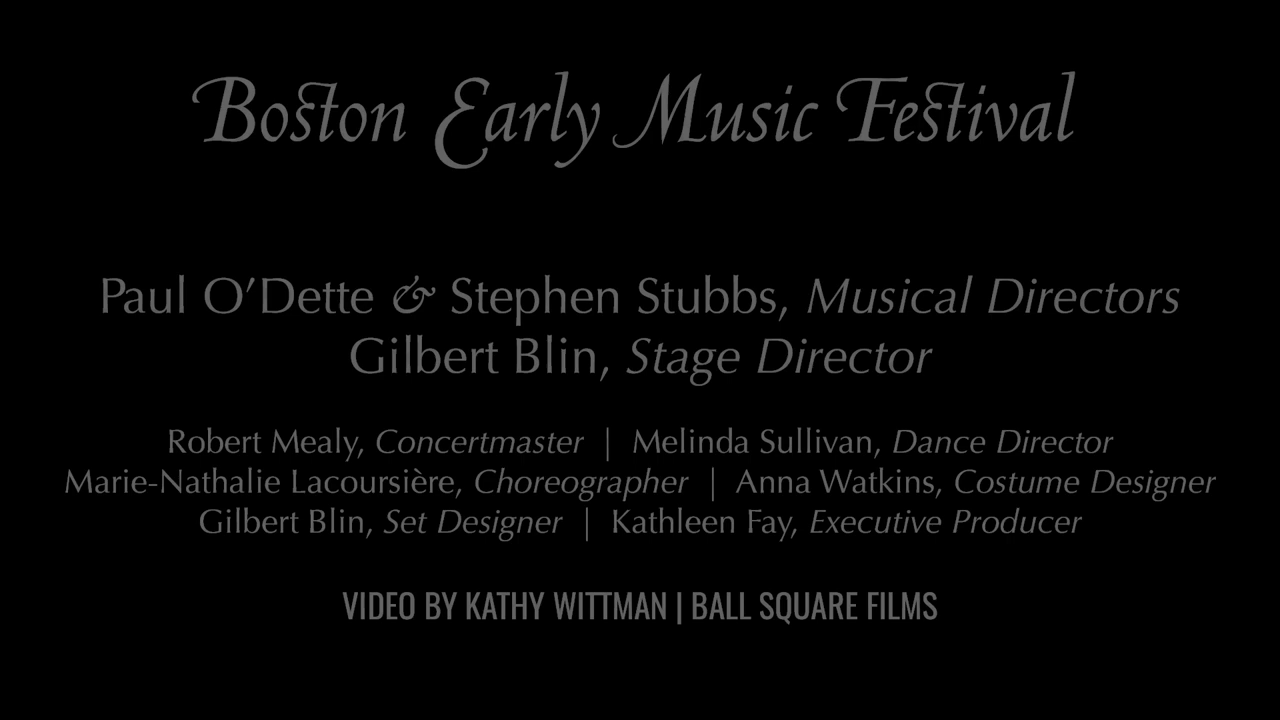 Boston Early Music Festival
Paul O’Dette & Stephen Stubbs, Musical Directors
Gilbert Blin, Stage Director
Robert Mealy, Concertmaster | Melinda Sullivan, Dance Director
Marie-Nathalie Lacoursière, Choreographer | Anna Watkins, Costume Designer
Gilbert Blin, Set Designer | Kathleen Fay, Executive Producer
VIDEO BY KATHY WITTMAN | BALL SQUARE FILMS